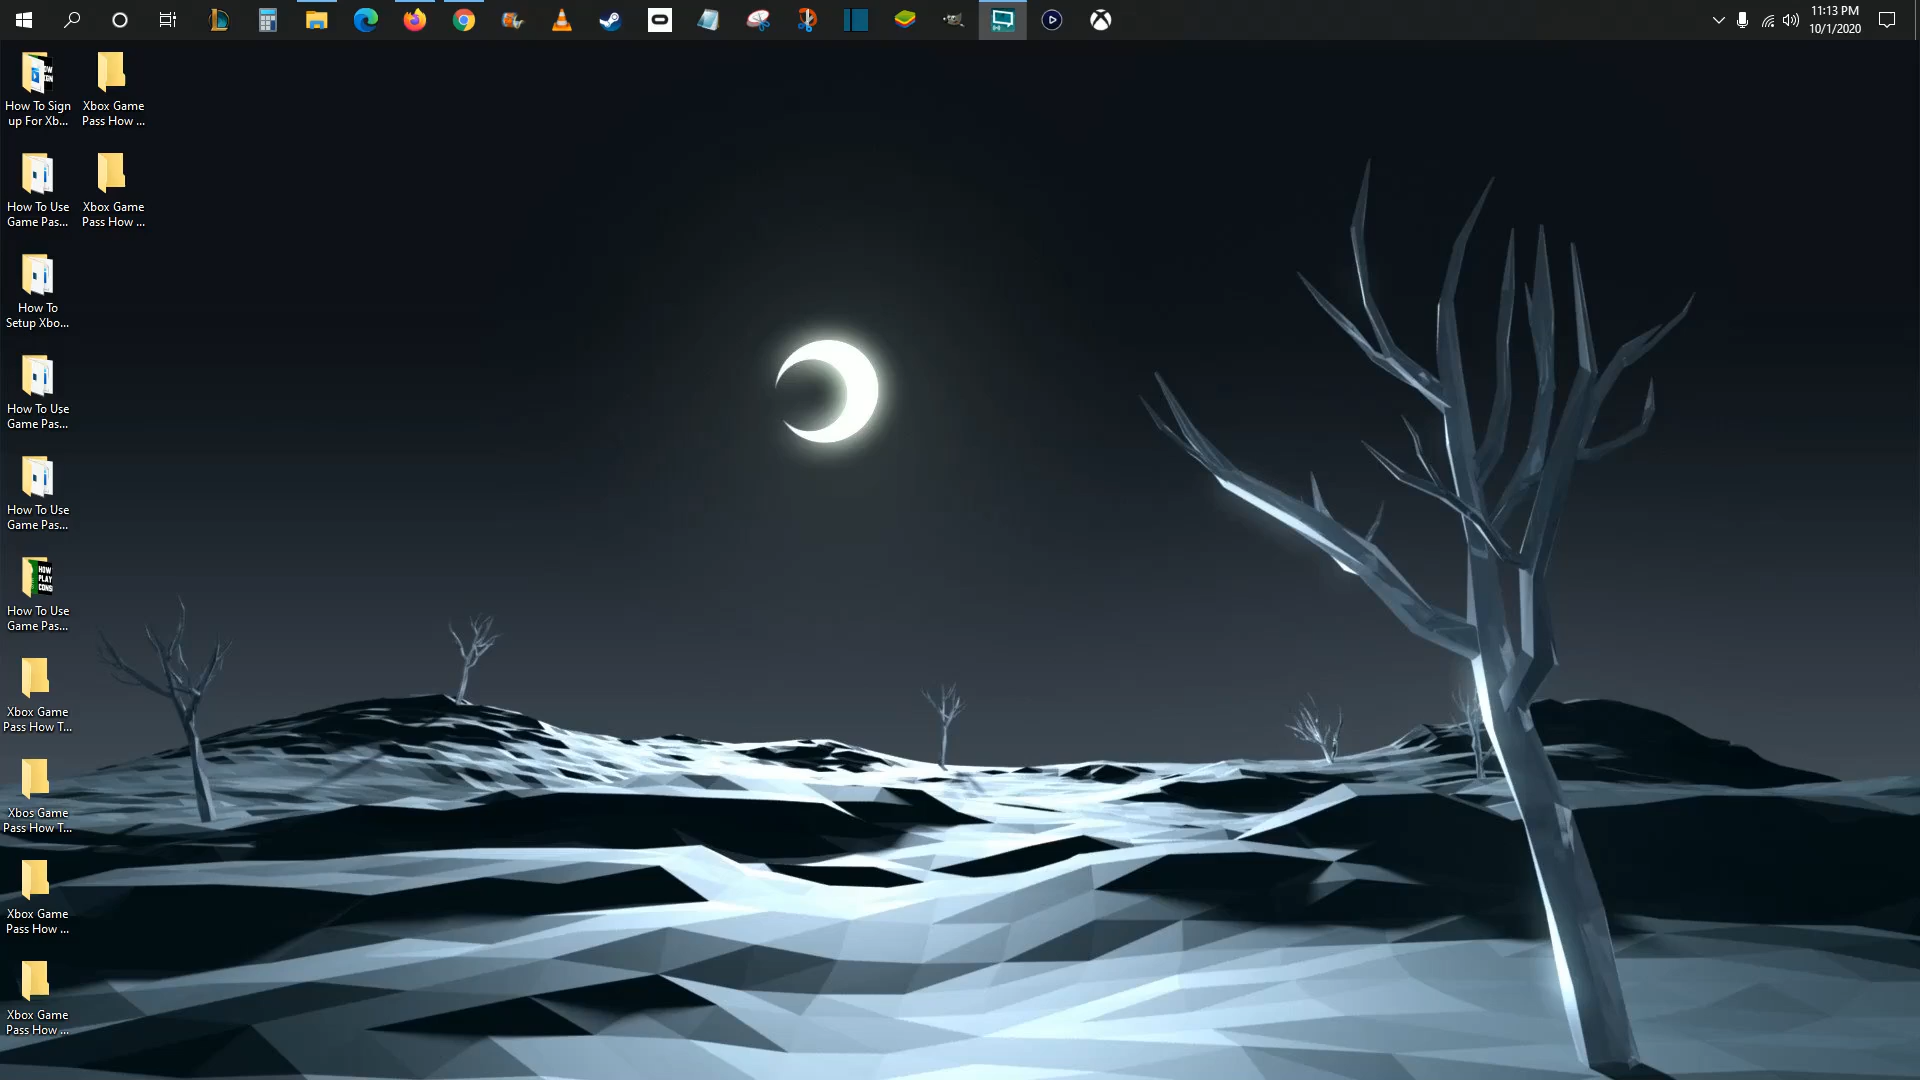 11:13 PM
10/1/2020
How To Sign
up For Xb...
Xbox Game
Pass How ...
How To Use
Game Pas...
Xbox Game
Pass How ...
How To
Setup Xbo...
How To Use
Game Pas...
How To Use
Game Pas...
HOW
PLAY
CONS
How To Use
Game Pas...
Xbox Game
Pass How T...
Xbos Game
Pass How T...
Xbox Game
Pass How ...
Xbox Game
Pass How ...